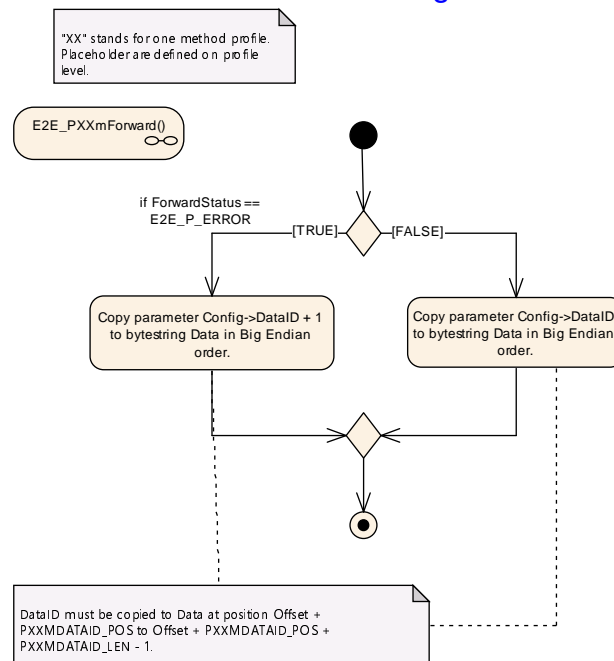 "XX" stands for one method profile.
Placeholder are defined on profile
level.
E2E_PXXmForward()
if ForwardStatus ==
E2E_P_ERROR
[TRUE]
[FALSE]
Copy parameter Config->DataID + 1
to bytestring Data in Big Endian
order.
Copy parameter Config->DataID
to bytestring Data in Big Endian
order.
DataID must be copied to Data at position Offset +
PXXMDATAID_POS to Offset + PXXMDATAID_POS +
PXXMDATAID_LEN - 1.